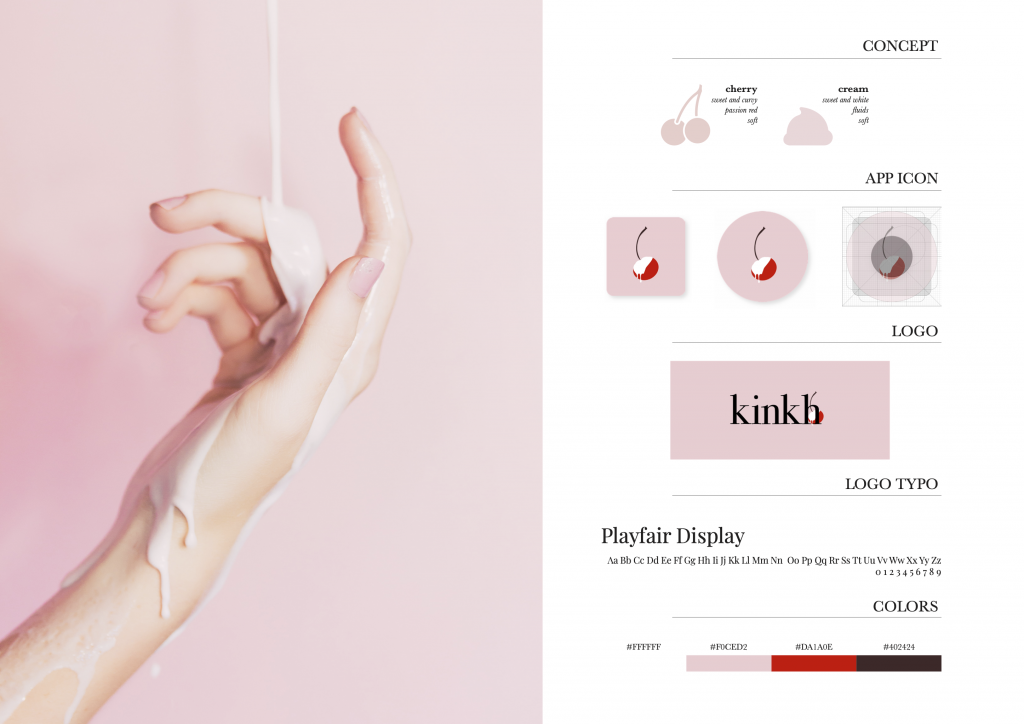 CONCEPT
cherry
sweet and curvy
passion red
soft
cream
sweet and white
fluids
soft
APP ICON
LOGO
kinkh
LOGO TYPO
Playfair Display
Aa Bb Cc Dd Ee Ff Gg Hh Ii Jj Kk Ll Mm Nn Oo Pp Qq Rr Ss Tt Uu Vv Ww Xx Yy Zz
0 1 2 3 4 5 6 7 8 9
COLORS
#FFFFFF #F0CED2 #DA1A0E #402424